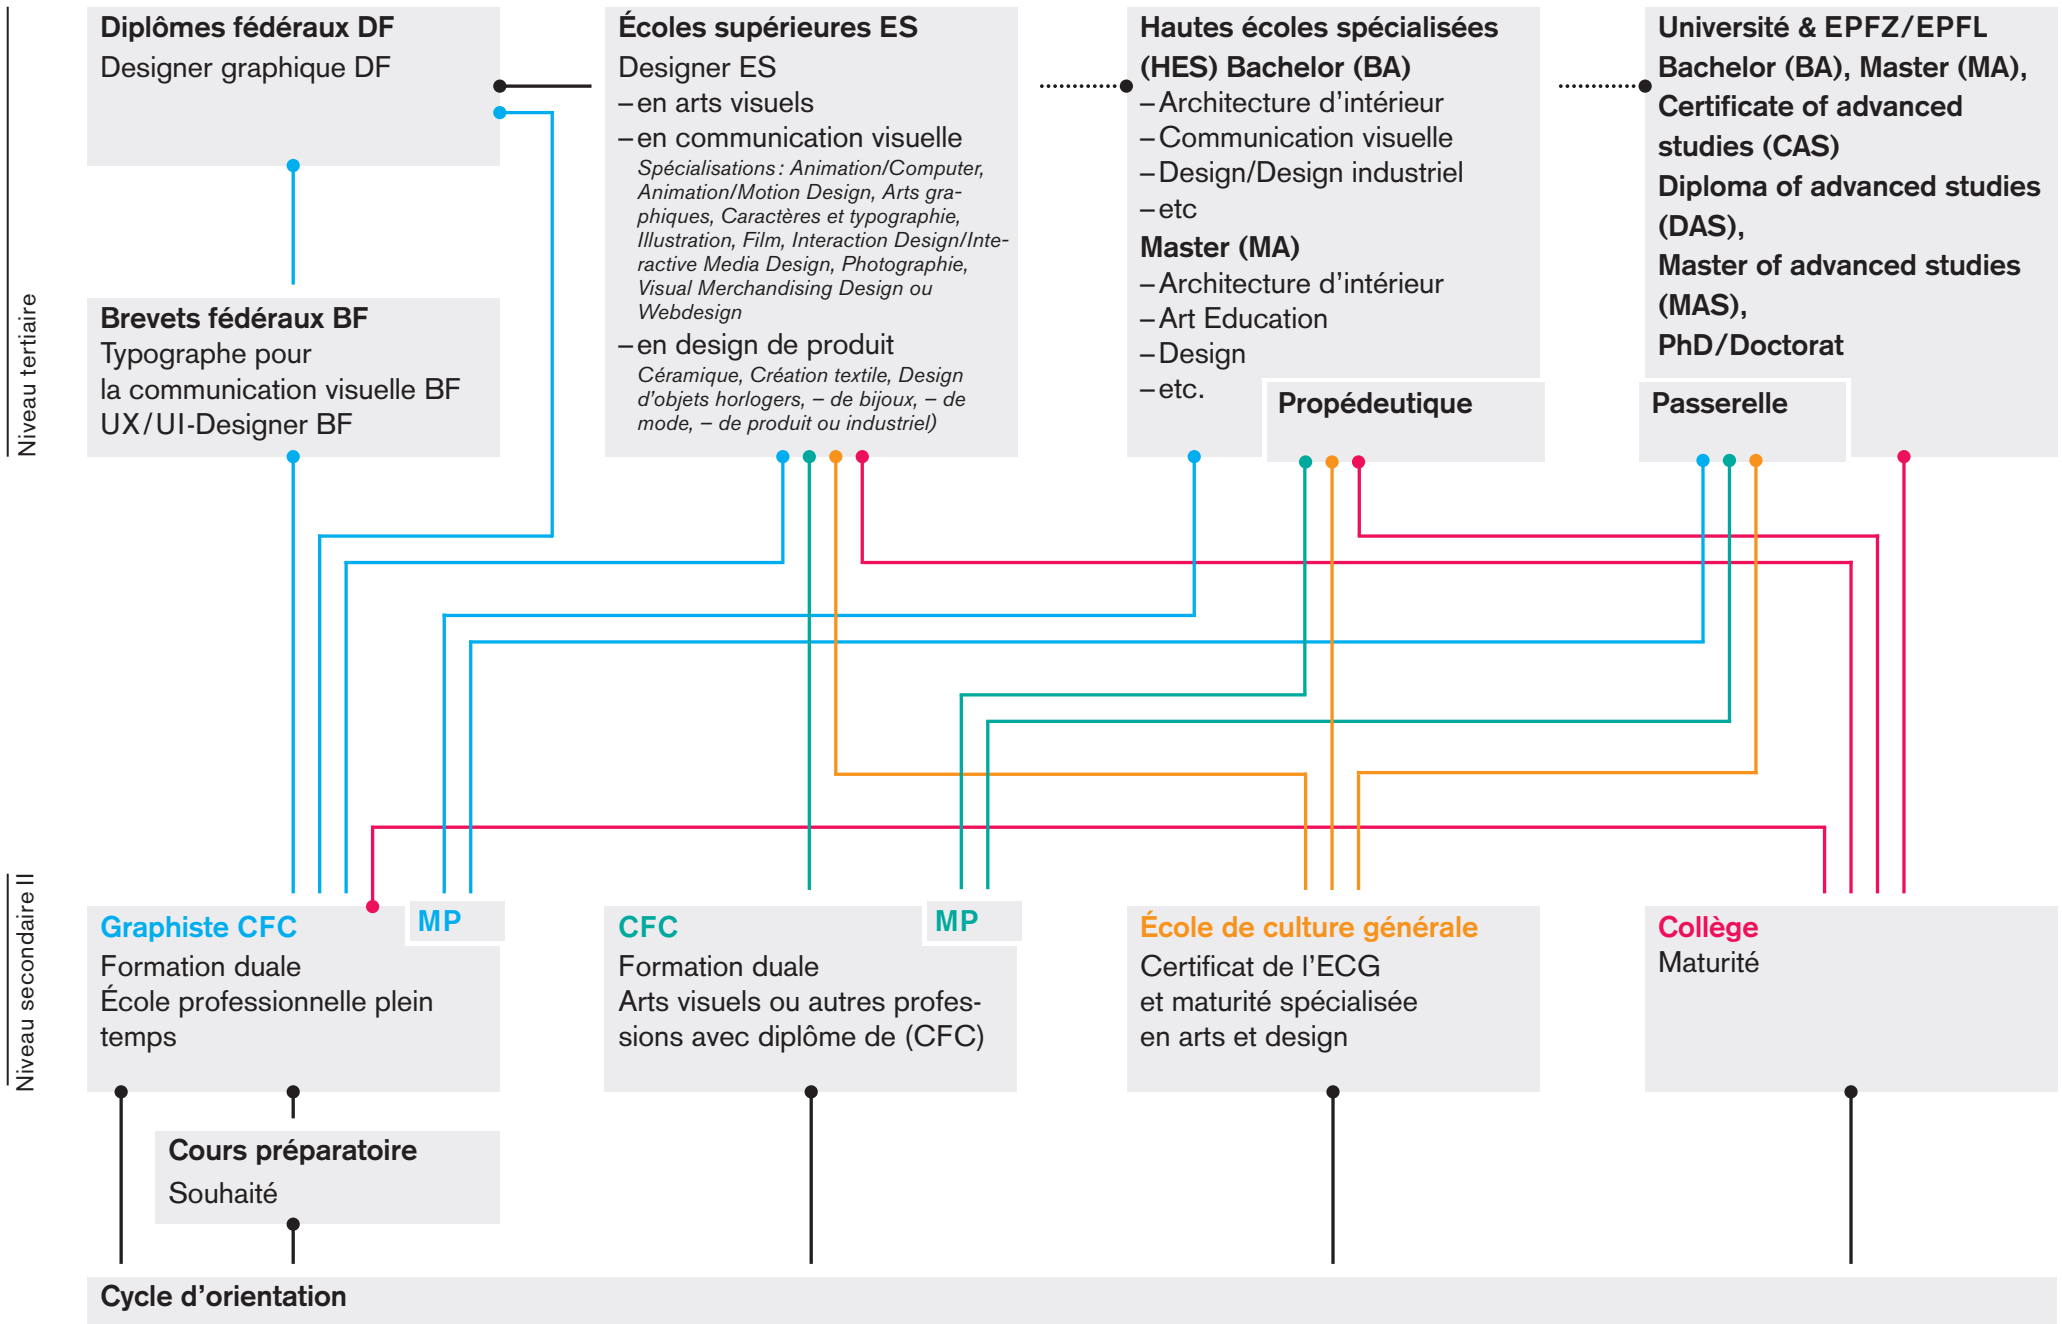 Niveau tertiaire
Diplômes fédéraux DF
Designer graphique DF
Brevets fédéraux BF
Typographe pour
la communication visuelle BF
UX/UI-Designer BF
Écoles supérieures ES
Designer ES
– en arts visuels
– en communication visuelle
Spécialisations : Animation/Computer,
Animation/Motion Design, Arts gra-
phiques, Caractères et typographie,
Illustration, Film, Interaction Design/Inte-
ractive Media Design, Photographie,
Visual Merchandising Design ou
Webdesign
– en design de produit
Céramique, Création textile, Design
d’objets horlogers, – de bijoux, – de
mode, – de produit ou industriel)
Hautes écoles spécialisées
(HES) Bachelor (BA)
– Architecture d’intérieur
– Communication visuelle
– Design/Design industriel
– etc
Master (MA)
– Architecture d’intérieur
– Art Education
– Design
– etc.
Propédeutique
Université & EPFZ/EPFL
Bachelor (BA), Master (MA),
Certificate of advanced
studies (CAS)
Diploma of advanced studies
(DAS),
Master of advanced studies
(MAS),
PhD/Doctorat
Passerelle
Niveau secondaire II
Graphiste CFC
MP
Formation duale
École professionnelle plein
temps
CFC
MP
Formation duale
Arts visuels ou autres profes-
sions avec diplôme de (CFC)
École de culture générale
Certificat de l’ECG
et maturité spécialisée
en arts et design
Collège
Maturité
Cours préparatoire
Souhaité
Cycle d’orientation